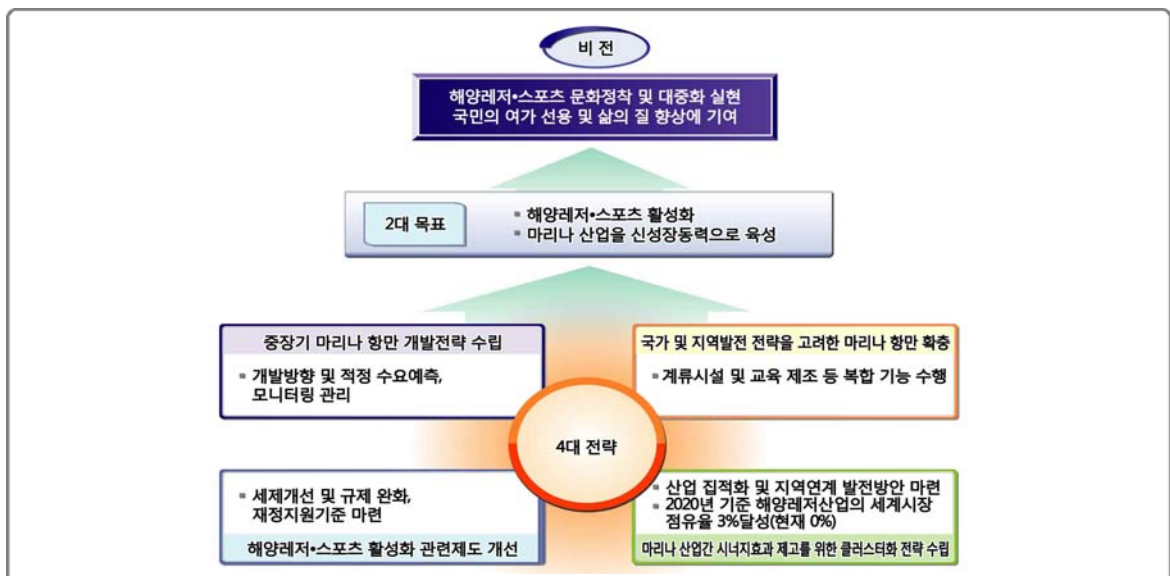 비 전
해양레저•스포츠 문화정착 및 대중화 실현
국민의 여가 선용 및 삶의 질 향상에 기여
2대 목표
▪ 해양레저•스포츠 활성화
▪ 마리나 산업을 신성장동력으로 육성
중장기 마리나 항만 개발전략 수립
▪ 개발방향 및 적정 수요예측,
모니터링 관리
국가 및 지역발전 전략을 고려한 마리나 항만 확충
▪ 계류시설 및 교육 제조 등 복합 기능 수행
4대 전략
▪ 세제개선 및 규제 완화,
재정지원기준 마련
해양레저•스포츠 활성화 관련제도 개선
▪ 산업 집적화 및 지역연계 발전방안 마련
▪ 2020년 기준 해양레저산업의 세계시장
점유율 3%달성(현재 0%)
마리나 산업간 시너지효과 제고를 위한 클러스터화 전략 수립